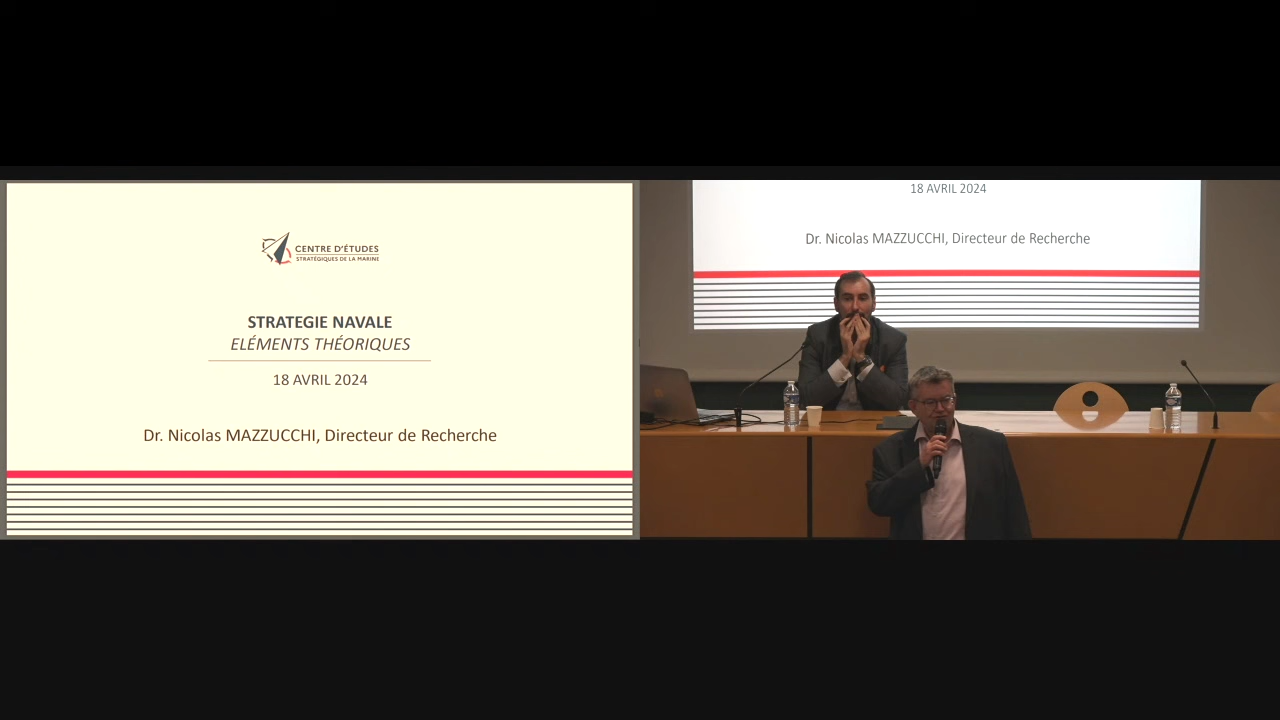 CENTRE D'ÉTUDES
STRATÉGIQUES DE LA MARINE
STRATEGIE NAVALE
ELÉMENTS THÉORIQUES
18 AVRIL 2024
Dr. Nicolas MAZZUCCHI, Directeur de Recherche
18 AVRIL 2024
Dr. Nicolas MAZZUCCHI, Directeur de Recherche